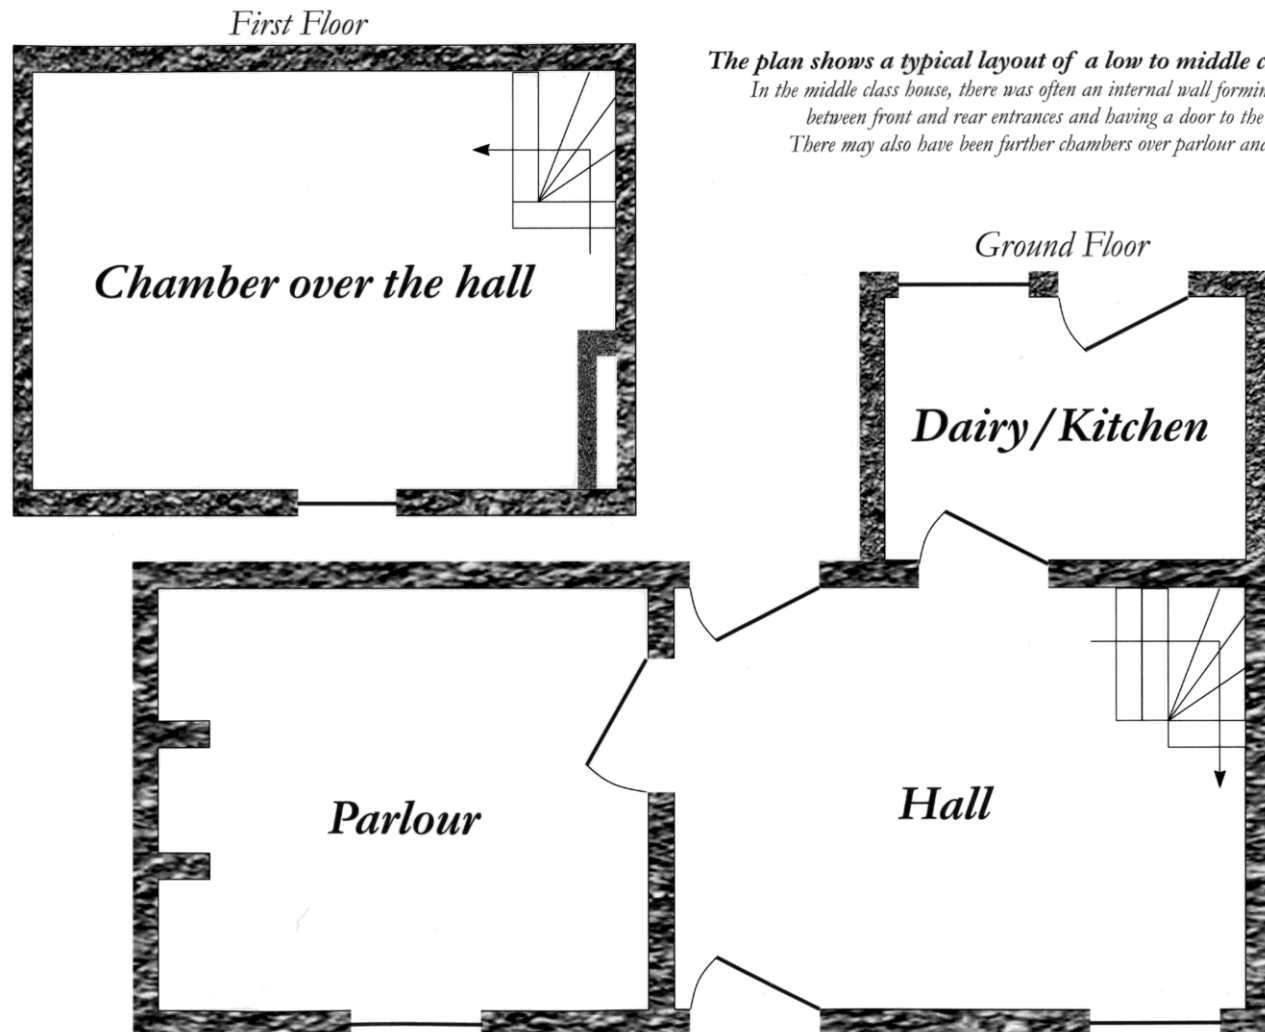 First Floor
The plan shows a typical layout of a low to middle c
In the middle class house, there was often an internal wall formin
between front and rear entrances and having a door to the
There may also have been further chambers over parlour and
Ground Floor
Chamber over the hall
Dairy/Kitchen
Parlour
Hall